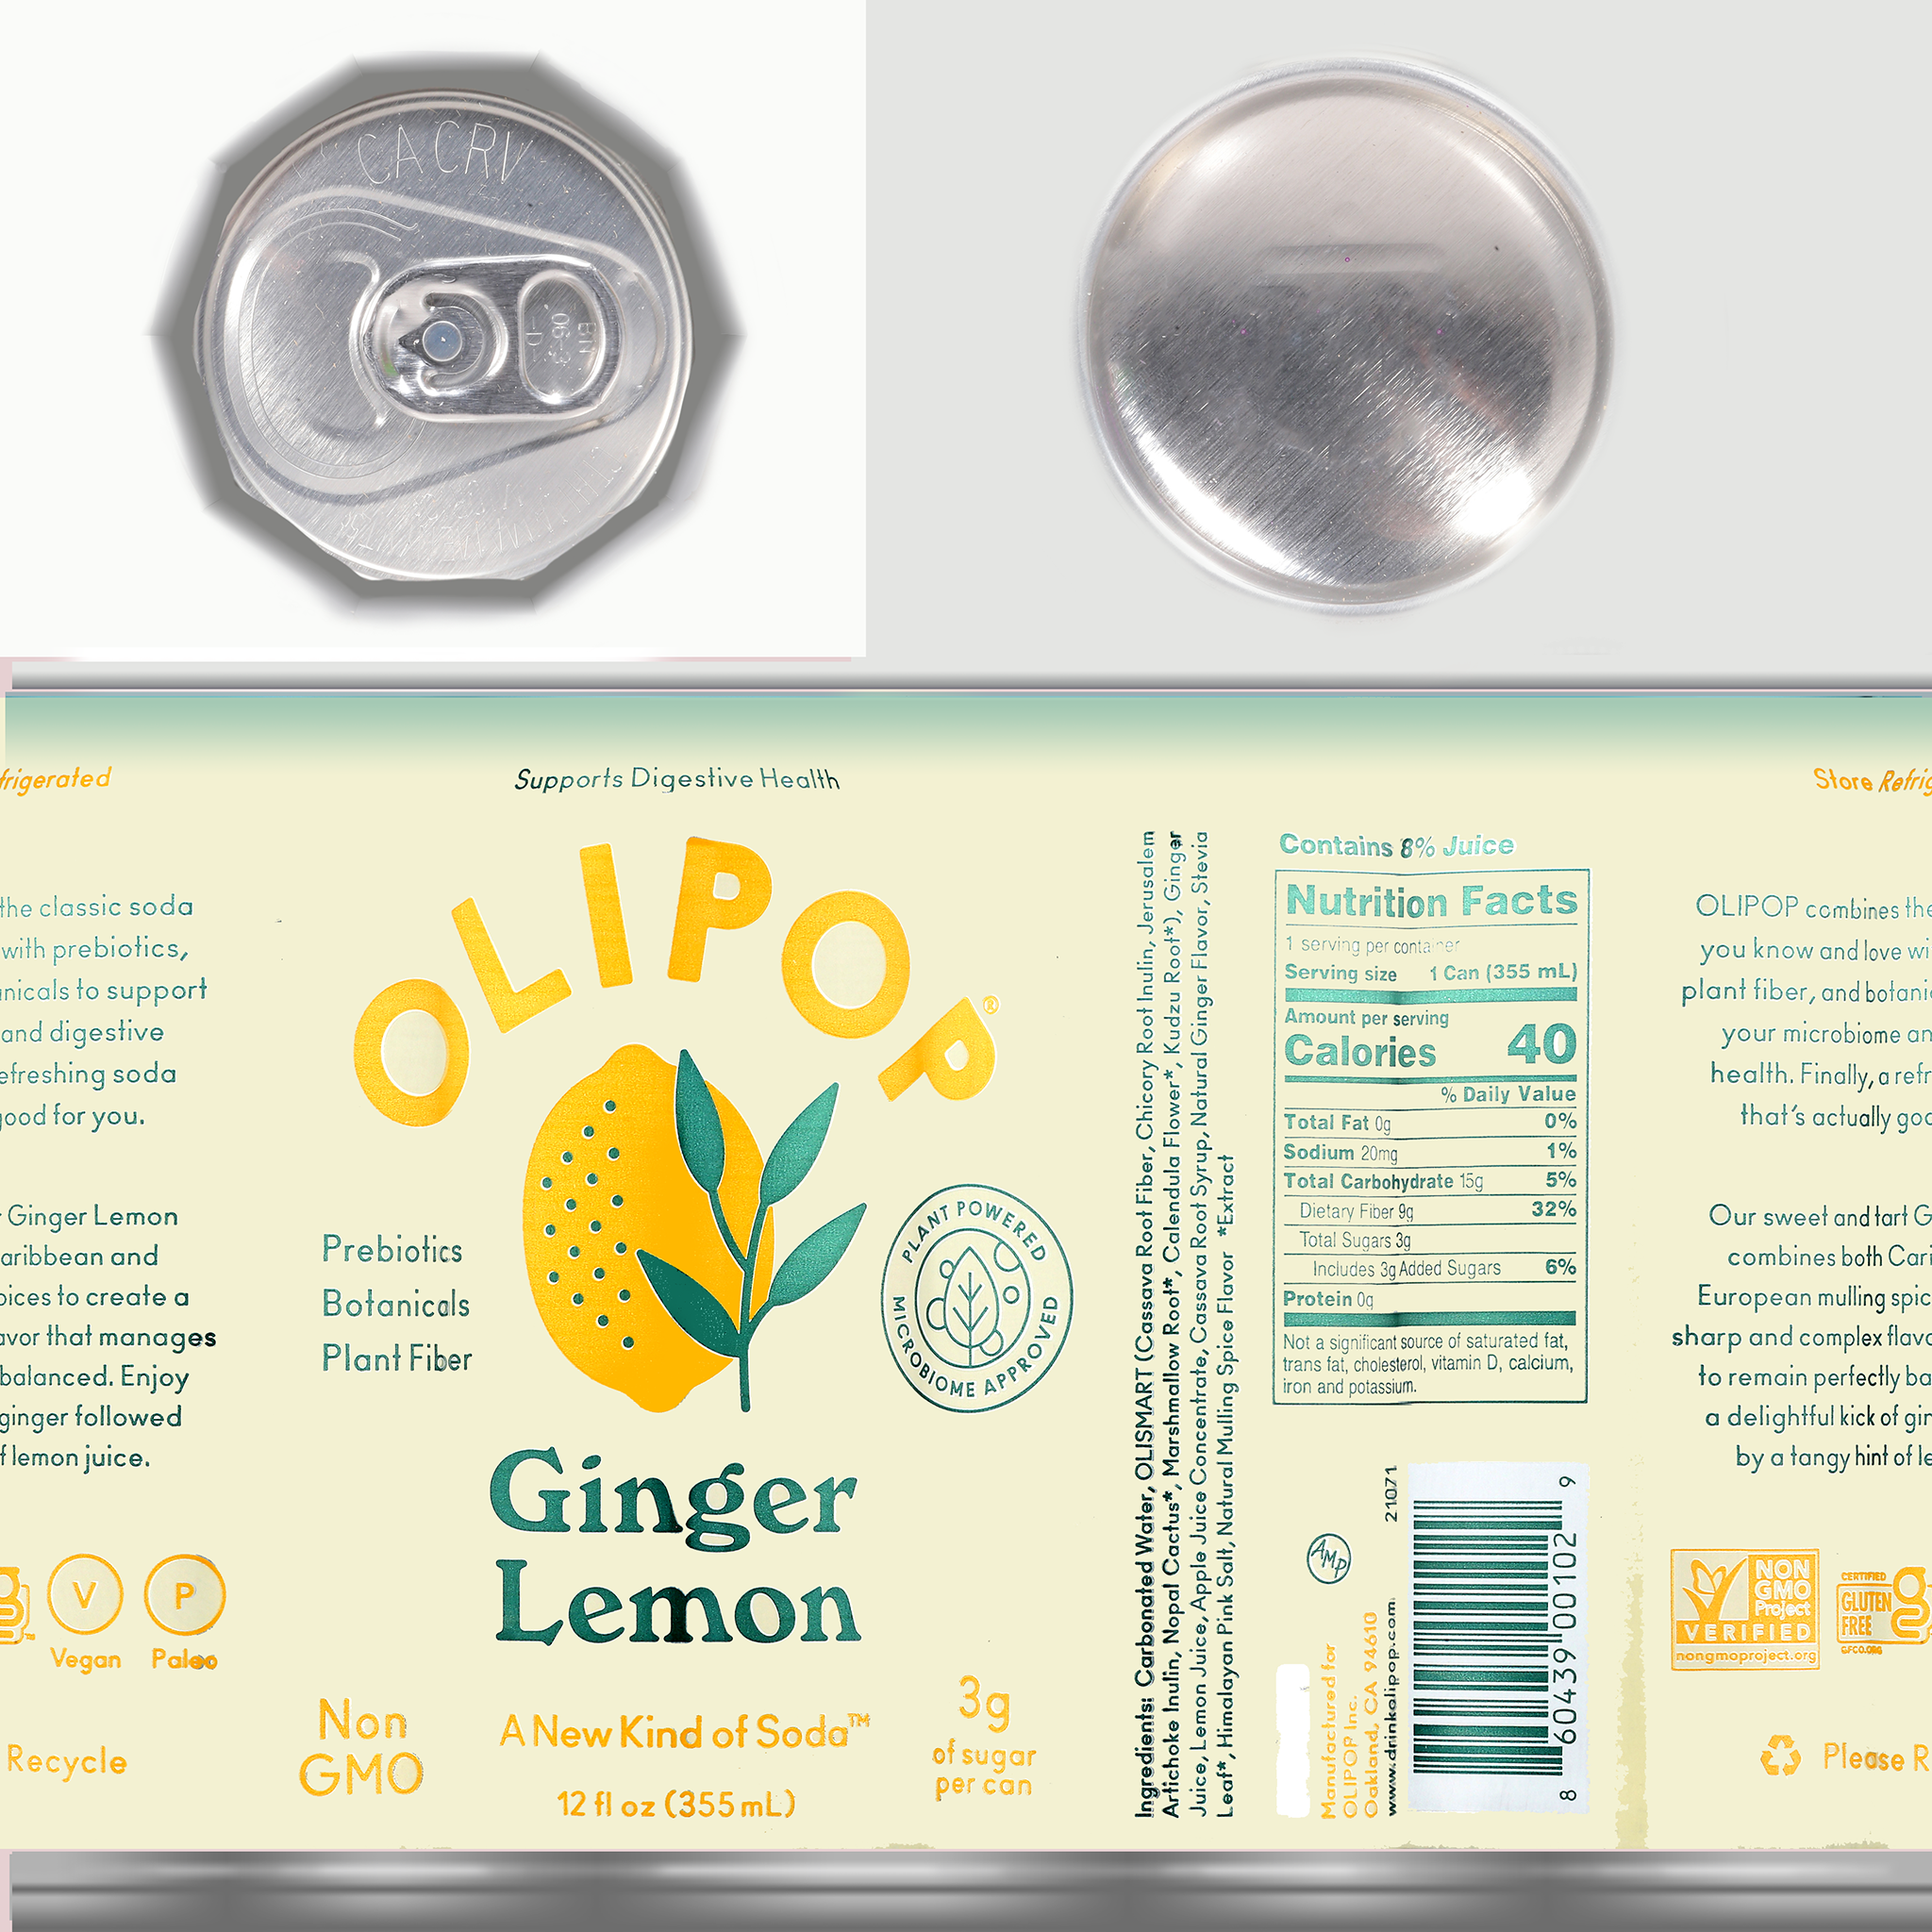 CACRV
BN
06-3
-D-
frigerated
Supports Digestive Health
Store Refrig
the classic soda
with prebiotics,
nicals to support
and digestive
efreshing soda
ood for you.
Ginger Lemon
aribbean and
ices to create a
avor that manages
balanced. Enjoy
ginger followed
f lemon juice.
g
V
P
Vegan
Paleo
Recycle
OLIPOP®
Prebiotics
Botanicals
Plant Fiber
PLANT POWERED
MICROBIOME APPROVED
Ginger
Lemon
Non
GMO
A New Kind of Soda™
12 fl oz (355 mL)
3g
of sugar
per can
Ingredients: Carbonated Water, OLISMART (Cassava Root Fiber, Chicory Root Inulin, Jerusalem
Artichoke Inulin, Nopal Cactus*, Marshmallow Root*, Calendula Flower*, Kudzu Root*), Ginger
Juice, Lemon Juice, Apple Juice Concentrate, Cassava Root Syrup, Natural Ginger Flavor, Stevia
Leaf*, Himalayan Pink Salt, Natural Mulling Spice Flavor *Extract
Contains 8% Juice
Nutrition Facts
1 serving per container
Serving size 1 Can (355 mL)
Amount per serving
Calories 40
% Daily Value
Total Fat 0g 0%
Sodium 20mg 1%
Total Carbohydrate 15g 5%
Dietary Fiber 9g 32%
Total Sugars 3g
Includes 3g Added Sugars 6%
Protein 0g
Not a significant source of saturated fat,
trans fat, cholesterol, vitamin D, calcium,
iron and potassium.
21071
AMP
Manufactured for
OLIPOP Inc.
Oakland, CA 94610
www.drinkolipop.com
8 60439 00102 9
OLIPOP combines the
you know and love wi
plant fiber, and botani
your microbiome an
health. Finally, a refr
that's actually goo
Our sweet and tart G
combines both Cari
European mulling spic
sharp and complex flavo
to remain perfectly ba
a delightful kick of gin
by a tangy hint of le
NON
GMO
Project
VERIFIED
nongmoproject.org
CERTIFIED
GLUTEN
FREE
g
GFCO.ORG
Please R